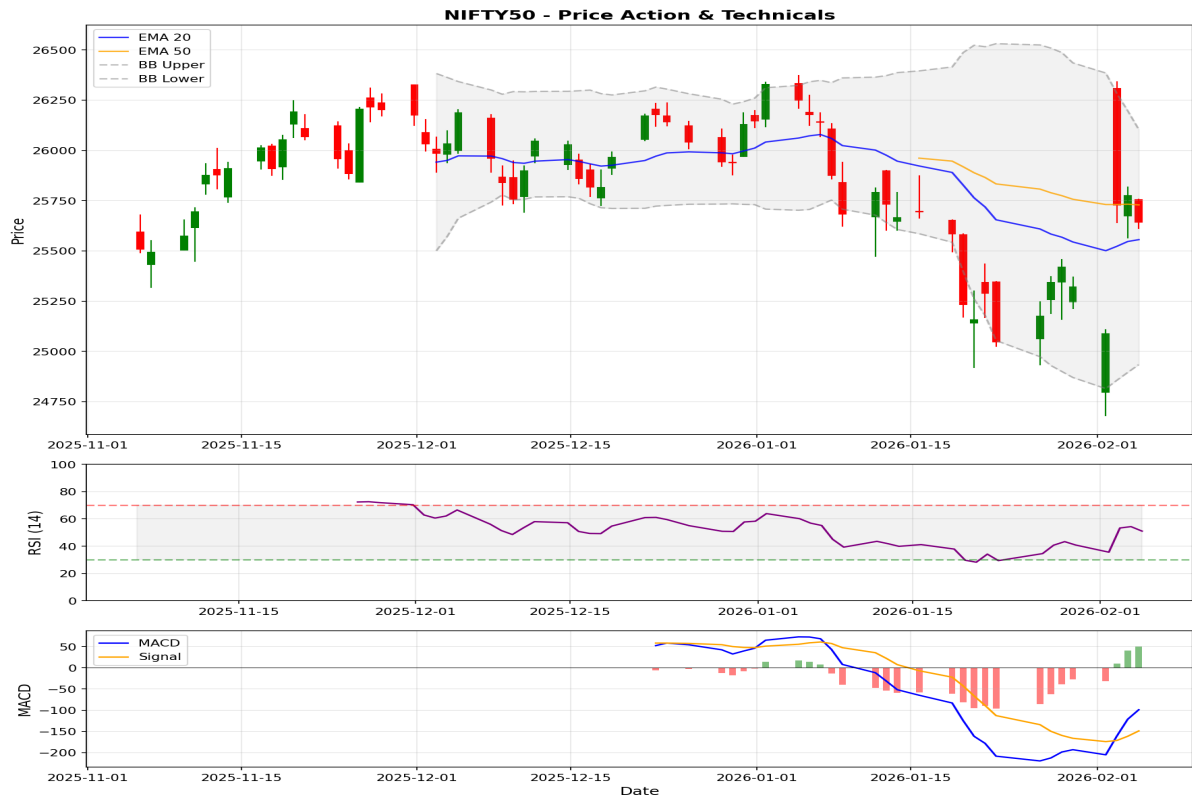 NIFTY50 - Price Action & Technicals
EMA 20
EMA 50
BB Upper
BB Lower
Price
26500
26250
26000
25750
25500
25250
25000
24750
2025-11-01 2025-11-15 2025-12-01 2025-12-15 2026-01-01 2026-01-15 2026-02-01
RSI (14)
100
80
60
40
20
0
2025-11-15 2025-12-01 2025-12-15 2026-01-01 2026-01-15 2026-02-01
MACD
Signal
MACD
50
0
−50
−100
−150
−200
2025-11-01 2025-11-15 2025-12-01 2025-12-15 2026-01-01 2026-01-15 2026-02-01
Date